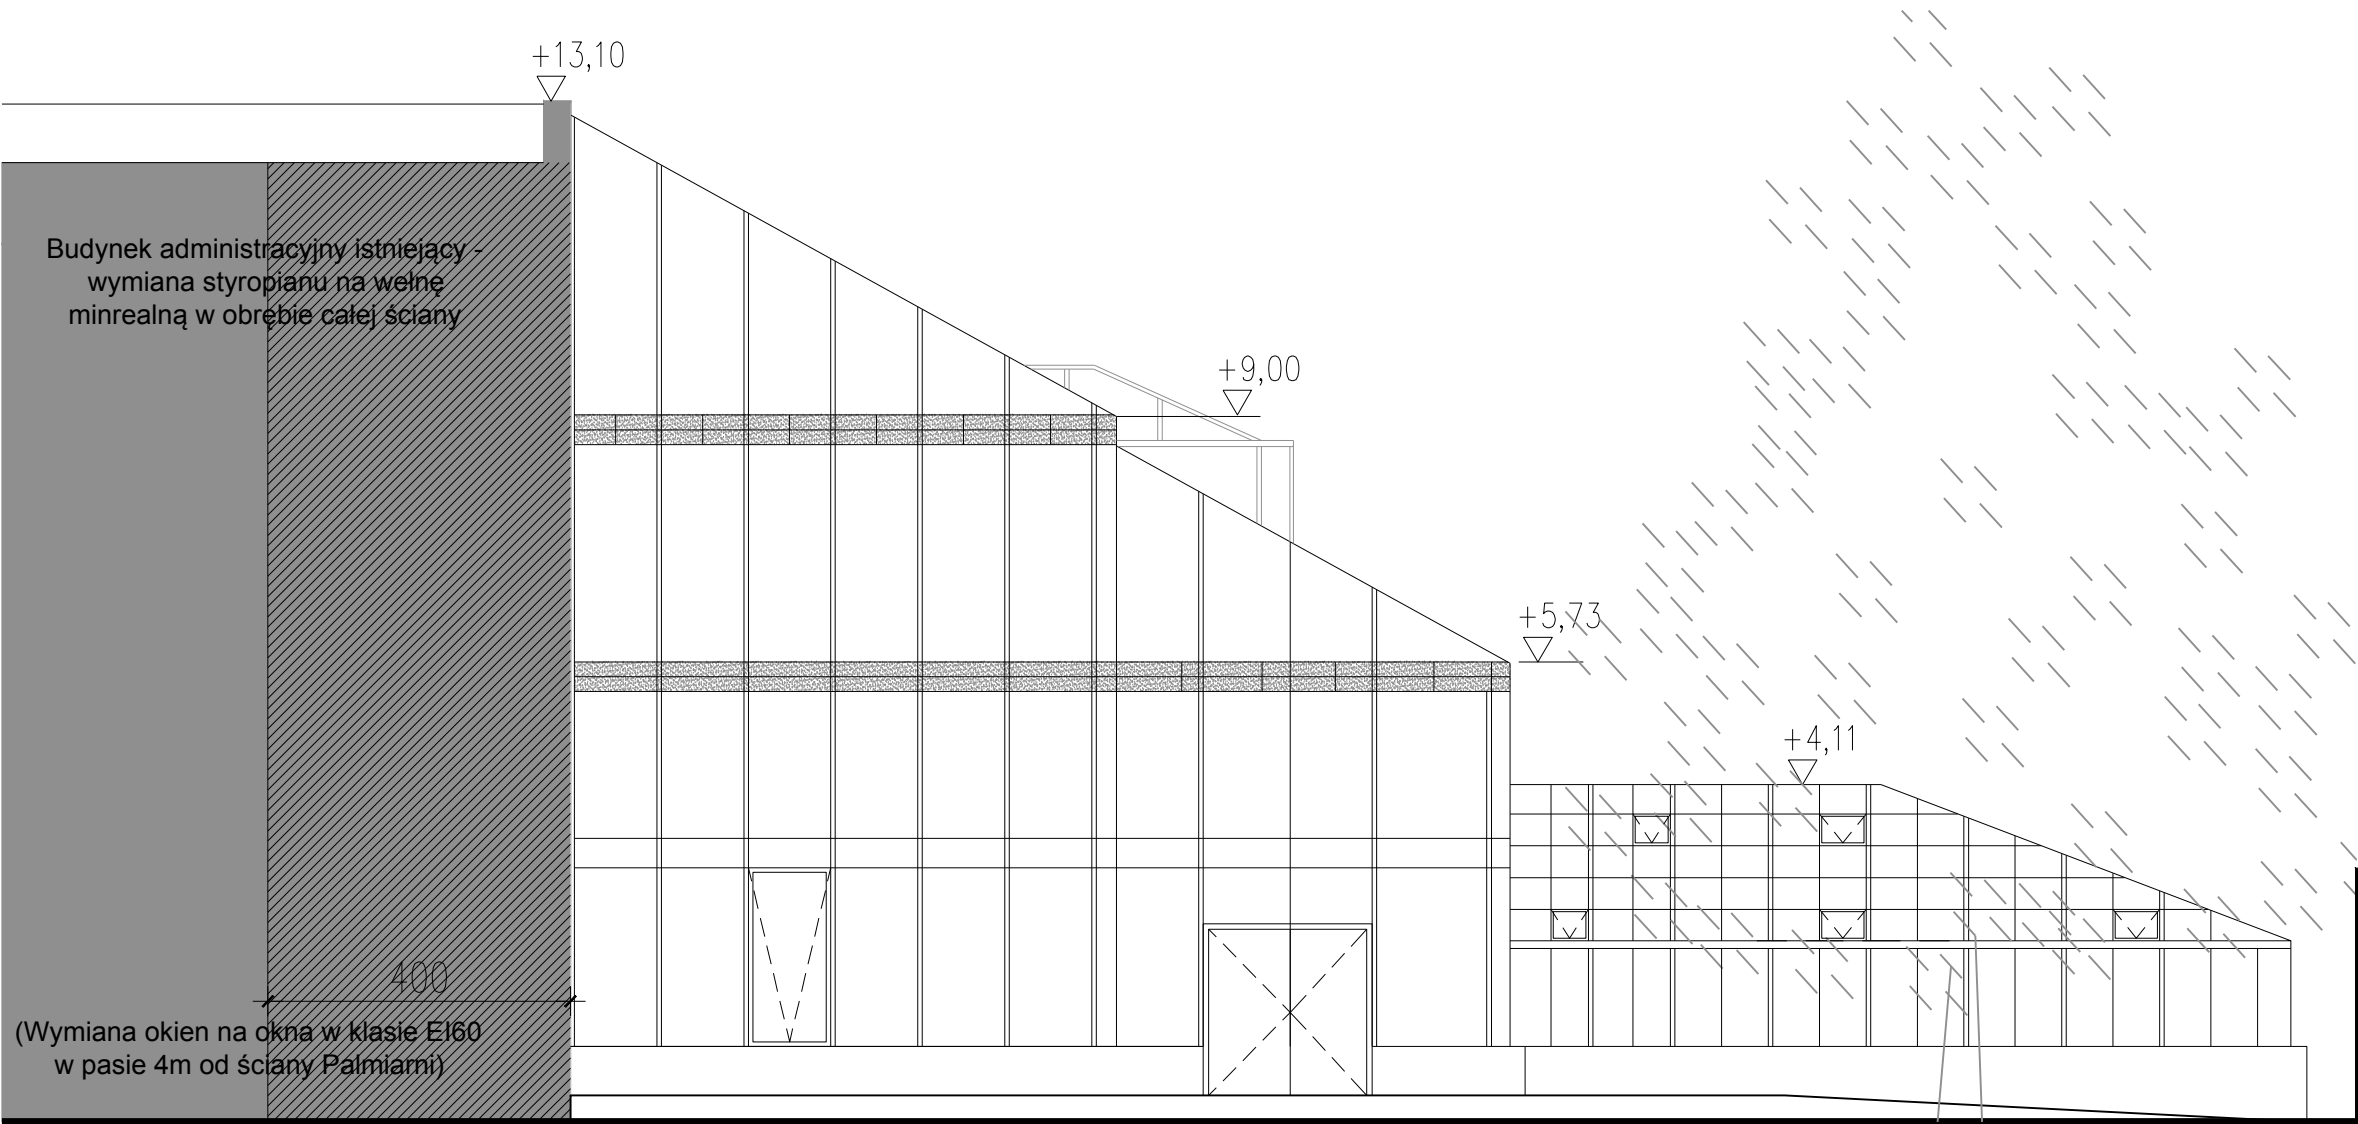 +13,10
Budynek administracyjny istniejący -
wymiana styropianu na wełnę
minrealną w obrębie całej ściany
+9,00
+5,73
+4,11
400
(Wymiana okien na okna w klasie EI60
w pasie 4m od ściany Palmiarni)